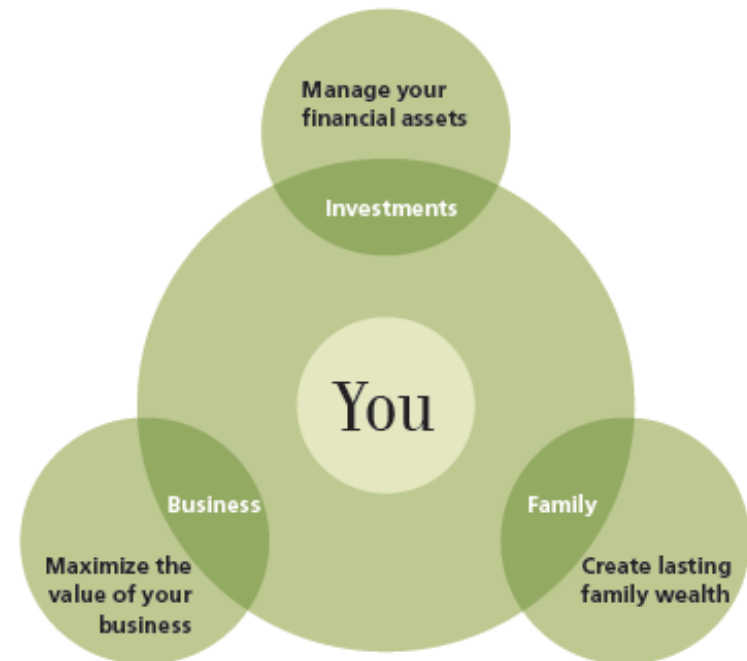 Manage your
financial assets
Investments
You
Business
Maximize the
value of your
business
Family
Create lasting
family wealth